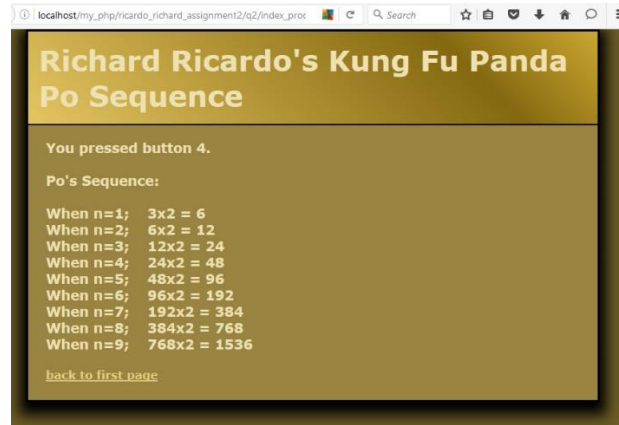 localhost/my_php/ricardo_richard_assignment2/q2/index_proc
Search
Richard Ricardo's Kung Fu Panda
Po Sequence
You pressed button 4.
Po's Sequence:
When n=1; 3x2 = 6
When n=2; 6x2 = 12
When n=3; 12x2 = 24
When n=4; 24x2 = 48
When n=5; 48x2 = 96
When n=6; 96x2 = 192
When n=7; 192x2 = 384
When n=8; 384x2 = 768
When n=9; 768x2 = 1536
back to first page